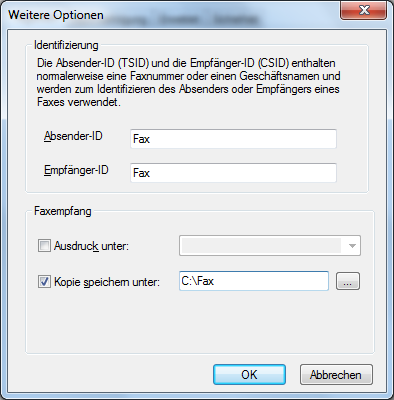 Weitere Optionen
Identifizierung
Die Absender-ID (TSID) und die Empfänger-ID (CSID) enthalten
normalerweise eine Faxnummer oder einen Geschäftsnamen und
werden zum Identifizieren des Absenders oder Empfängers eines
Faxes verwendet.
Absender-ID Fax
Empfänger-ID Fax
Faxempfang
Ausdruck unter:
Kopie speichern unter: C:\Fax ...
OK Abbrechen